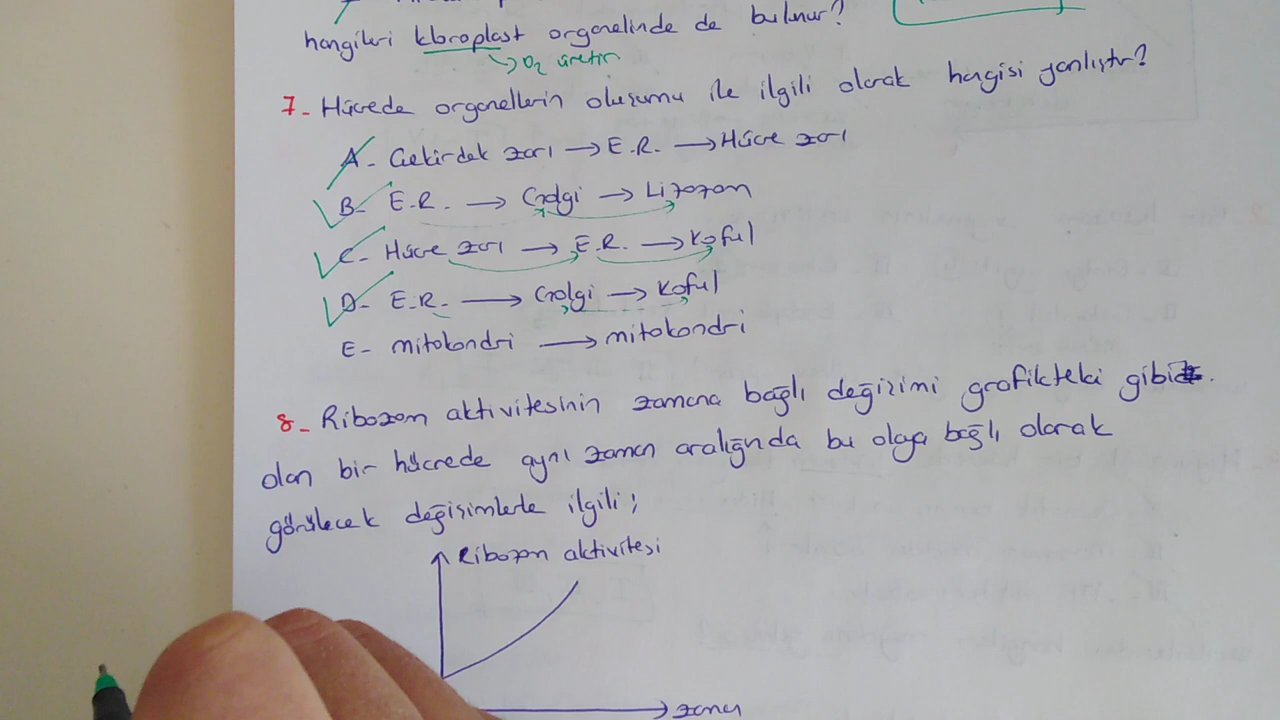 hangileri kloroplast organelinde de bulunur?
→ O₂ üretir
7- Hücrede organellerin oluşumu ile ilgili olarak hangisi yanlıştır?
A- Çekirdek zarı → E.R. → Hücre zarı
B- E.R. → Golgi → Lizozom
C- Hücre zarı → E.R. → Koful
D- E.R. → Golgi → Koful
E- mitokondri → mitokondri
8- Ribozom aktivitesinin zamana bağlı değişimi grafikteki gibi
olan bir hücrede aynı zaman aralığında bu olaya bağlı olarak
görülecek değişimlerle ilgili;
Ribozom aktivitesi
zaman